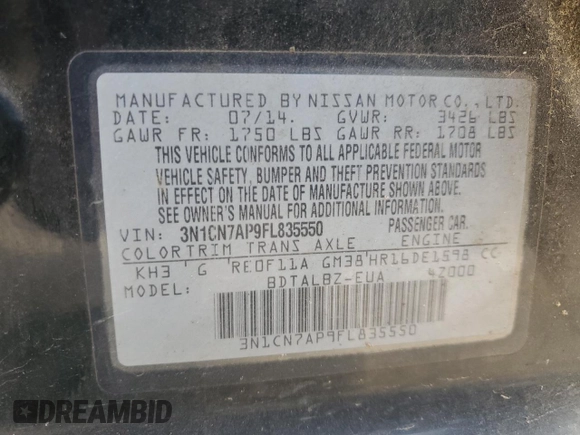 MANUFACTURED BY NISSAN MOTOR CO., LTD.
DATE: 07/14. GVWR: 3426 LBS
GAWR FR: 1750 LBS GAWR RR: 1708 LBS
THIS VEHICLE CONFORMS TO ALL APPLICABLE FEDERAL MOTOR
VEHICLE SAFETY, BUMPER AND THEFT PREVENTION STANDARDS
IN EFFECT ON THE DATE OF MANUFACTURE SHOWN ABOVE.
SEE OWNER'S MANUAL FOR ADDITIONAL INFORMATION.
VIN: 3N1CN7AP9FL835550 PASSENGER CAR.
COLOR TRIM TRANS AXLE ENGINE
KH3 G RE0F11A GM38 HR16DE1598 CC
MODEL: BDTALBZ-EUA 42000
3N1CN7AP9FL835550
DREAMBID